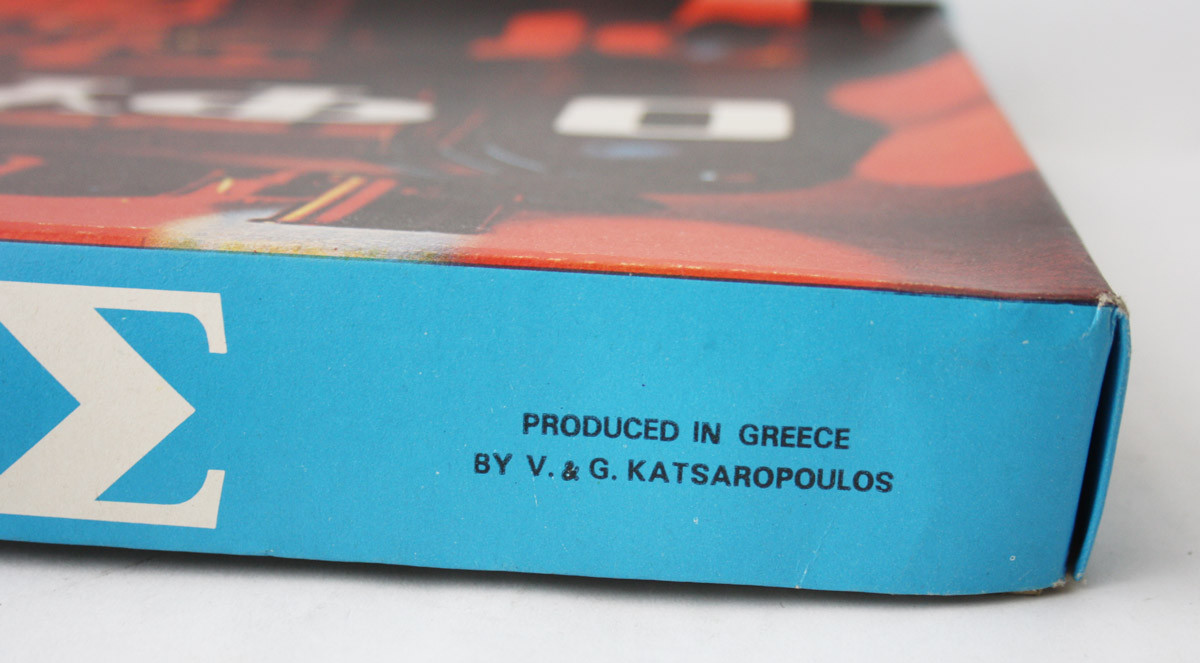 Σ
PRODUCED IN GREECE
BY V. & G. KATSAROPOULOS